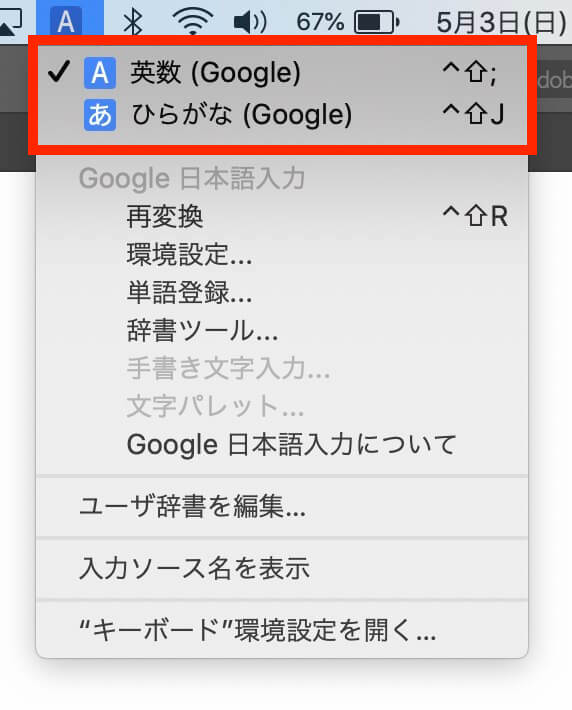 A 67% 5月3日(日)
✓ A 英数 (Google) ^⇧;
あ ひらがな (Google) ^⇧J
dob
Google 日本語入力
再変換 ^⇧R
環境設定...
単語登録...
辞書ツール...
手書き文字入力...
文字パレット...
Google 日本語入力について
ユーザ辞書を編集...
入力ソース名を表示
“キーボード”環境設定を開く...